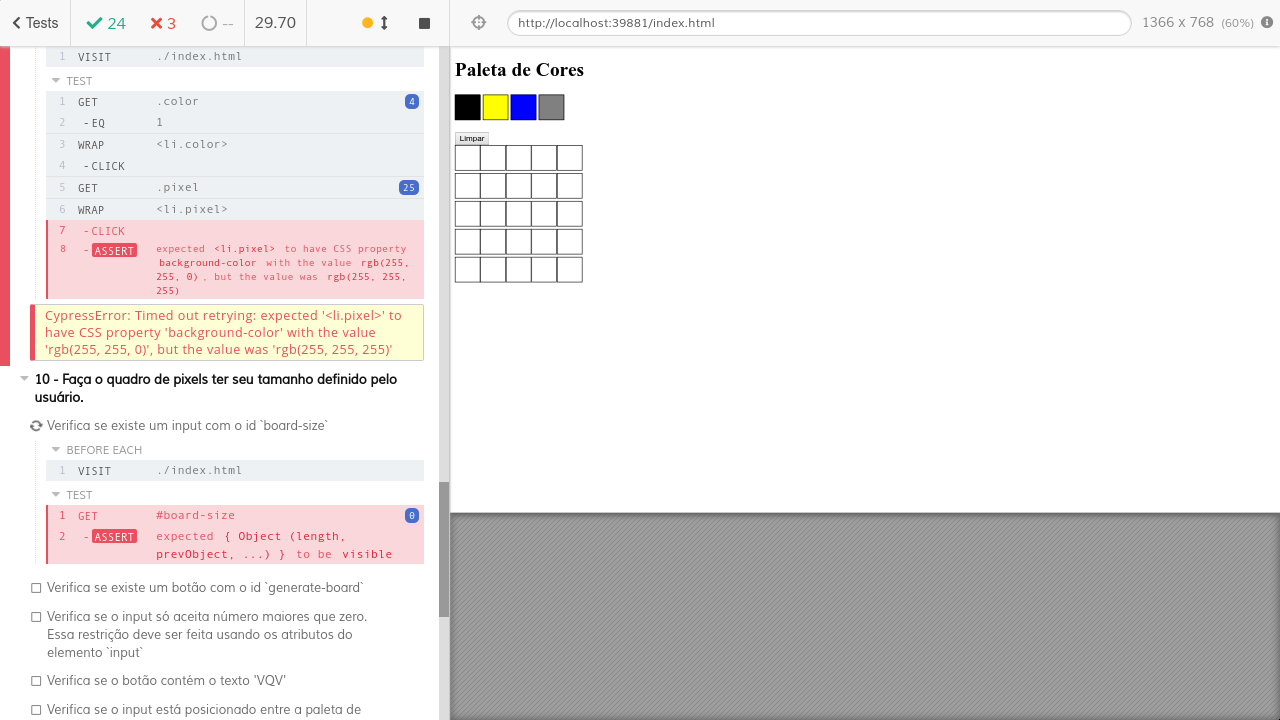 Tests 24 3 -- 29.70 http://localhost:39881/index.html 1366 x 768 (60%)
1 VISIT ./index.html
TEST
1 GET .color 4
2 - EQ 1
3 WRAP <li.color>
4 - CLICK
5 GET .pixel 25
6 WRAP <li.pixel>
7 - CLICK
8 - ASSERT expected <li.pixel> to have CSS property
background-color with the value rgb(255,
255, 0) , but the value was rgb(255, 255,
255)
CypressError: Timed out retrying: expected '<li.pixel>' to
have CSS property 'background-color' with the value
'rgb(255, 255, 0)', but the value was 'rgb(255, 255, 255)'
10 - Faça o quadro de pixels ter seu tamanho definido pelo
usuário.
Verifica se existe um input com o id `board-size`
BEFORE EACH
1 VISIT ./index.html
TEST
1 GET #board-size 0
2 - ASSERT expected { Object (length,
prevObject, ...) } to be visible
Verifica se existe um botão com o id `generate-board`
Verifica se o input só aceita número maiores que zero.
Essa restrição deve ser feita usando os atributos do
elemento `input`
Verifica se o botão contém o texto 'VQV'
Verifica se o input está posicionado entre a paleta de
Paleta de Cores
Limpar